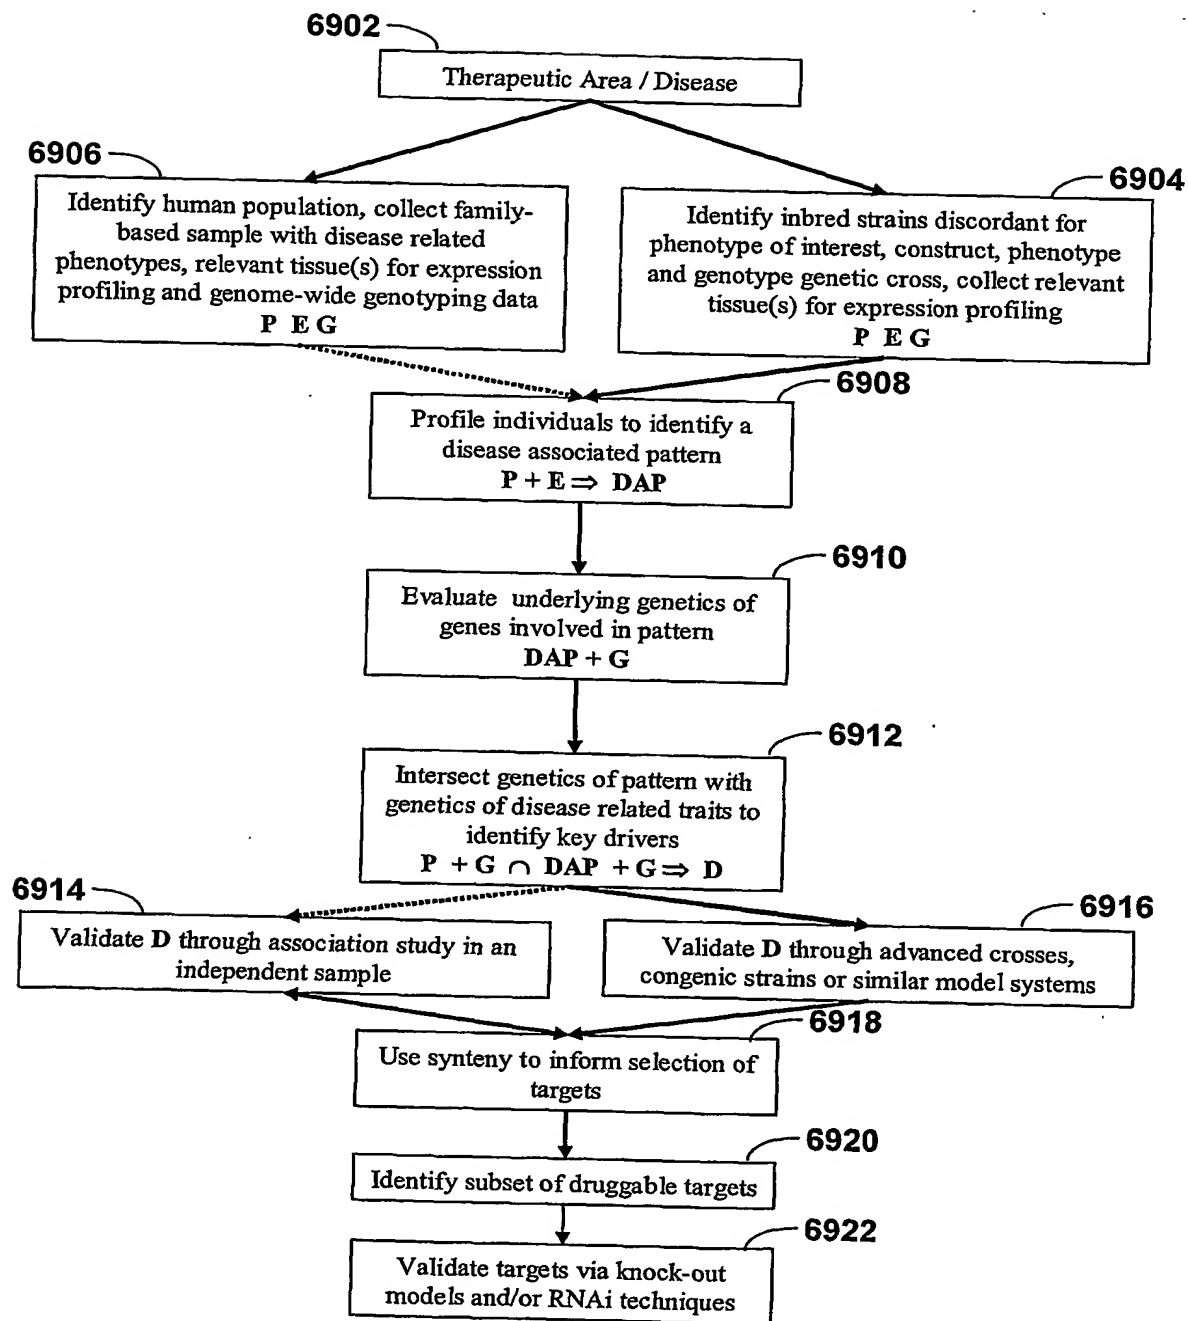 6902
Therapeutic Area / Disease
6906
Identify human population, collect family-
based sample with disease related
phenotypes, relevant tissue(s) for expression
profiling and genome-wide genotyping data
P E G
6904
Identify inbred strains discordant for
phenotype of interest, construct, phenotype
and genotype genetic cross, collect relevant
tissue(s) for expression profiling
P E G
6908
Profile individuals to identify a
disease associated pattern
P + E ⇒ DAP
6910
Evaluate underlying genetics of
genes involved in pattern
DAP + G
6912
Intersect genetics of pattern with
genetics of disease related traits to
identify key drivers
P + G ∩ DAP + G ⇒ D
6914
Validate D through association study in an
independent sample
6916
Validate D through advanced crosses,
congenic strains or similar model systems
6918
Use synteny to inform selection of
targets
6920
Identify subset of druggable targets
6922
Validate targets via knock-out
models and/or RNAi techniques